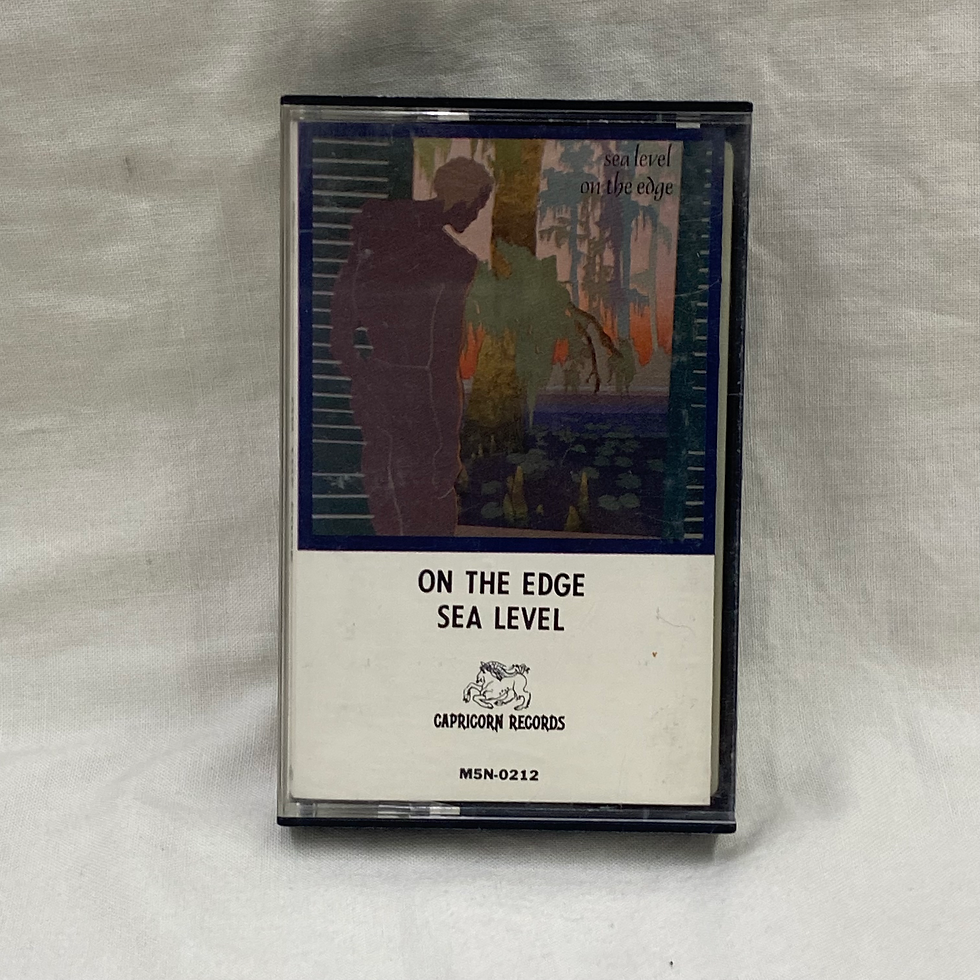 sea level
on the edge
ON THE EDGE
SEA LEVEL
CAPRICORN RECORDS
M5N-0212